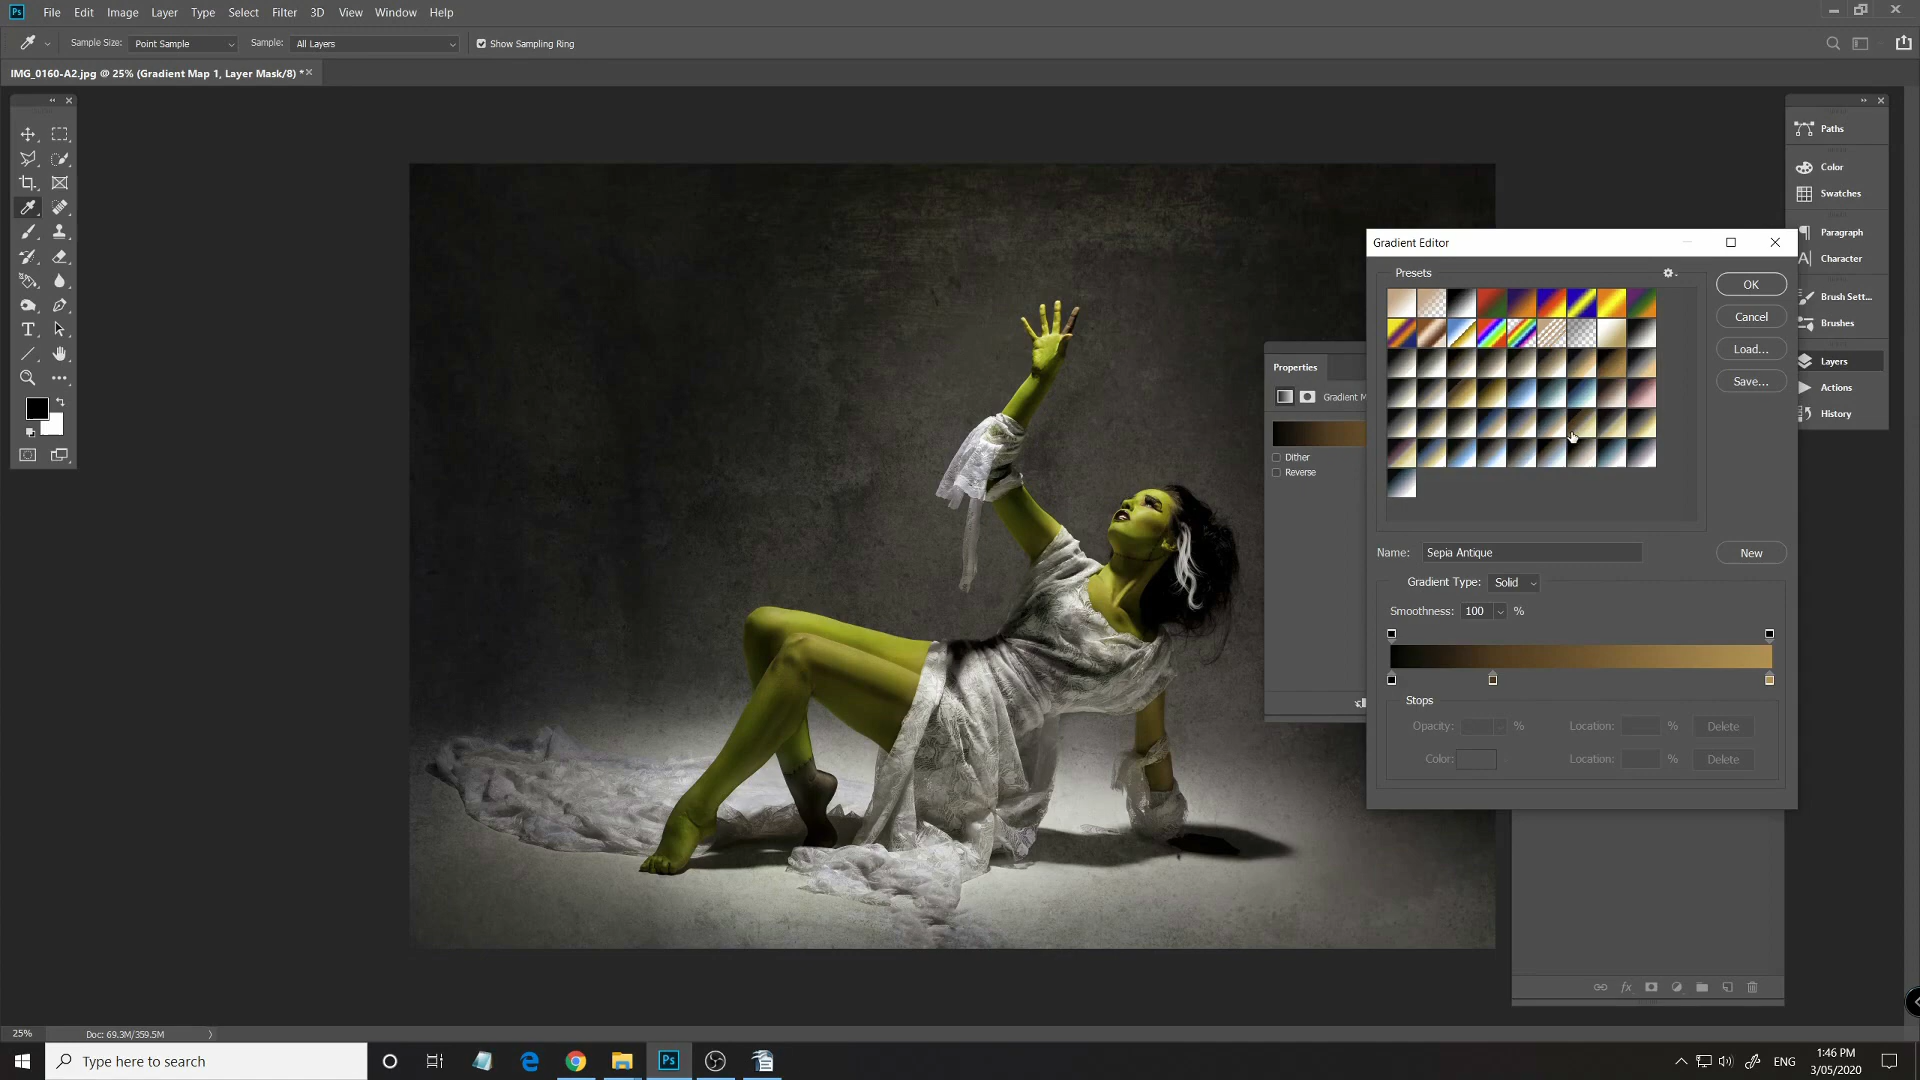 Ps File Edit Image Layer Type Select Filter 3D View Window Help
Sample Size: Point Sample Sample: All Layers Show Sampling Ring
IMG_0160-A2.jpg @ 25% (Gradient Map 1, Layer Mask/8) *
Paths
Color
Swatches
Paragraph
Character
Brush Sett...
Brushes
Layers
Actions
History
Gradient Editor
Presets
OK
Cancel
Load...
Save...
Name: Sepia Antique
New
Gradient Type: Solid
Smoothness: 100 %
Stops
Opacity: % Location: % Delete
Color: Location: % Delete
Properties
Gradient M
Dither
Reverse
fx
25% Doc: 69.3M/359.5M
Type here to search
Ps
ENG
1:46 PM
3/05/2020